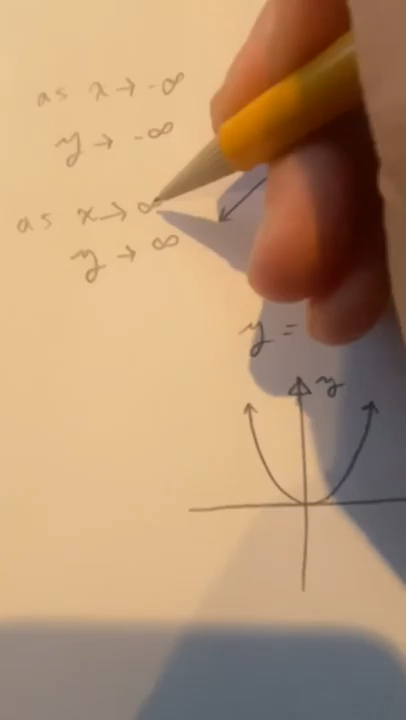 as x → -∞
y → -∞
as x → ∞
y → ∞
y =
y